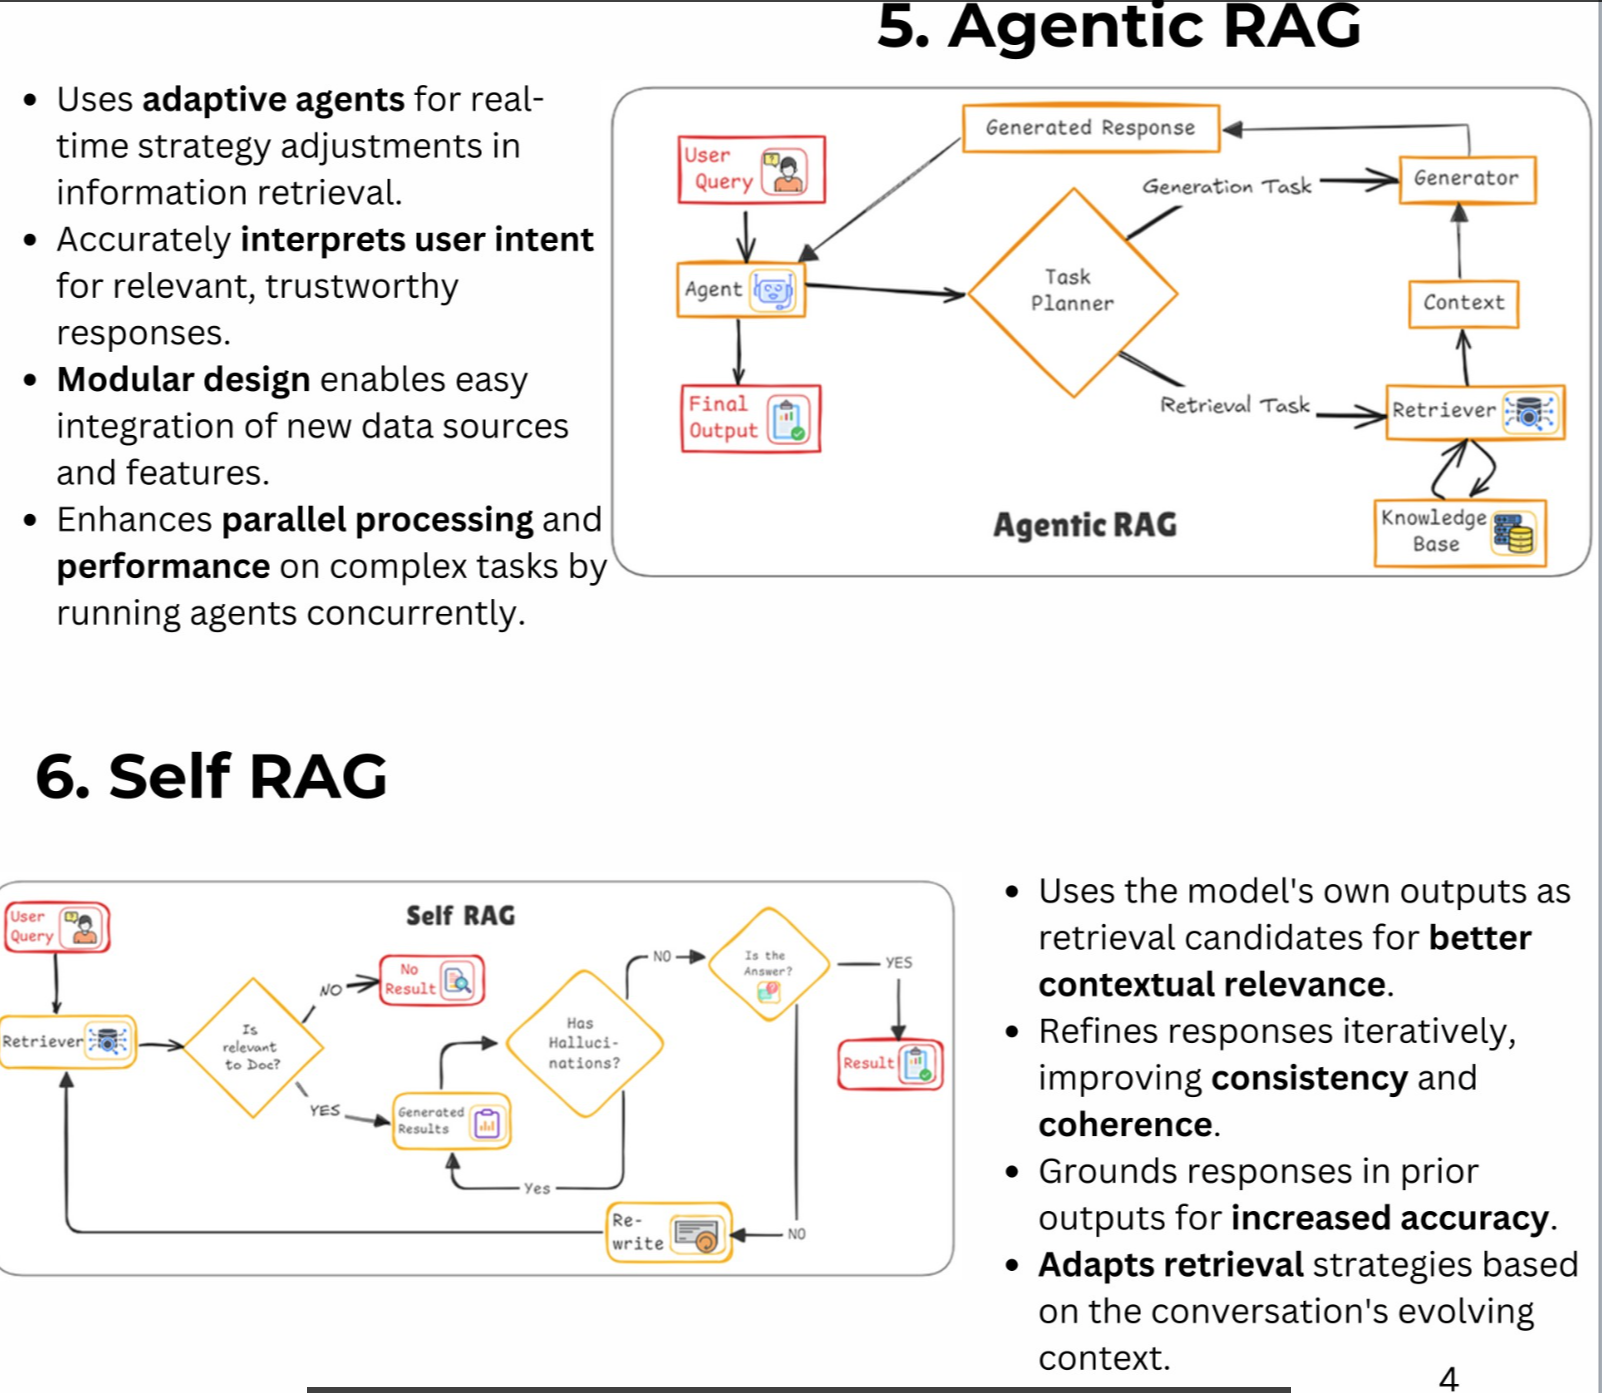 5. Agentic RAG
• Uses adaptive agents for real-
time strategy adjustments in
information retrieval.
• Accurately interprets user intent
for relevant, trustworthy
responses.
• Modular design enables easy
integration of new data sources
and features.
• Enhances parallel processing and
performance on complex tasks by
running agents concurrently.
User
Query
Agent
Final
Output
Generated Response
Task
Planner
Generation Task
Retrieval Task
Generator
Context
Retriever
Knowledge
Base
Agentic RAG
6. Self RAG
Self RAG
User
Query
Retriever
Is
relevant
to Doc?
NO
No
Result
YES
Generated
Results
Has
Halluci-
nations?
Yes
NO
Is the
Answer?
YES
Result
NO
Re-
write
• Uses the model's own outputs as
retrieval candidates for better
contextual relevance.
• Refines responses iteratively,
improving consistency and
coherence.
• Grounds responses in prior
outputs for increased accuracy.
• Adapts retrieval strategies based
on the conversation's evolving
context.
4